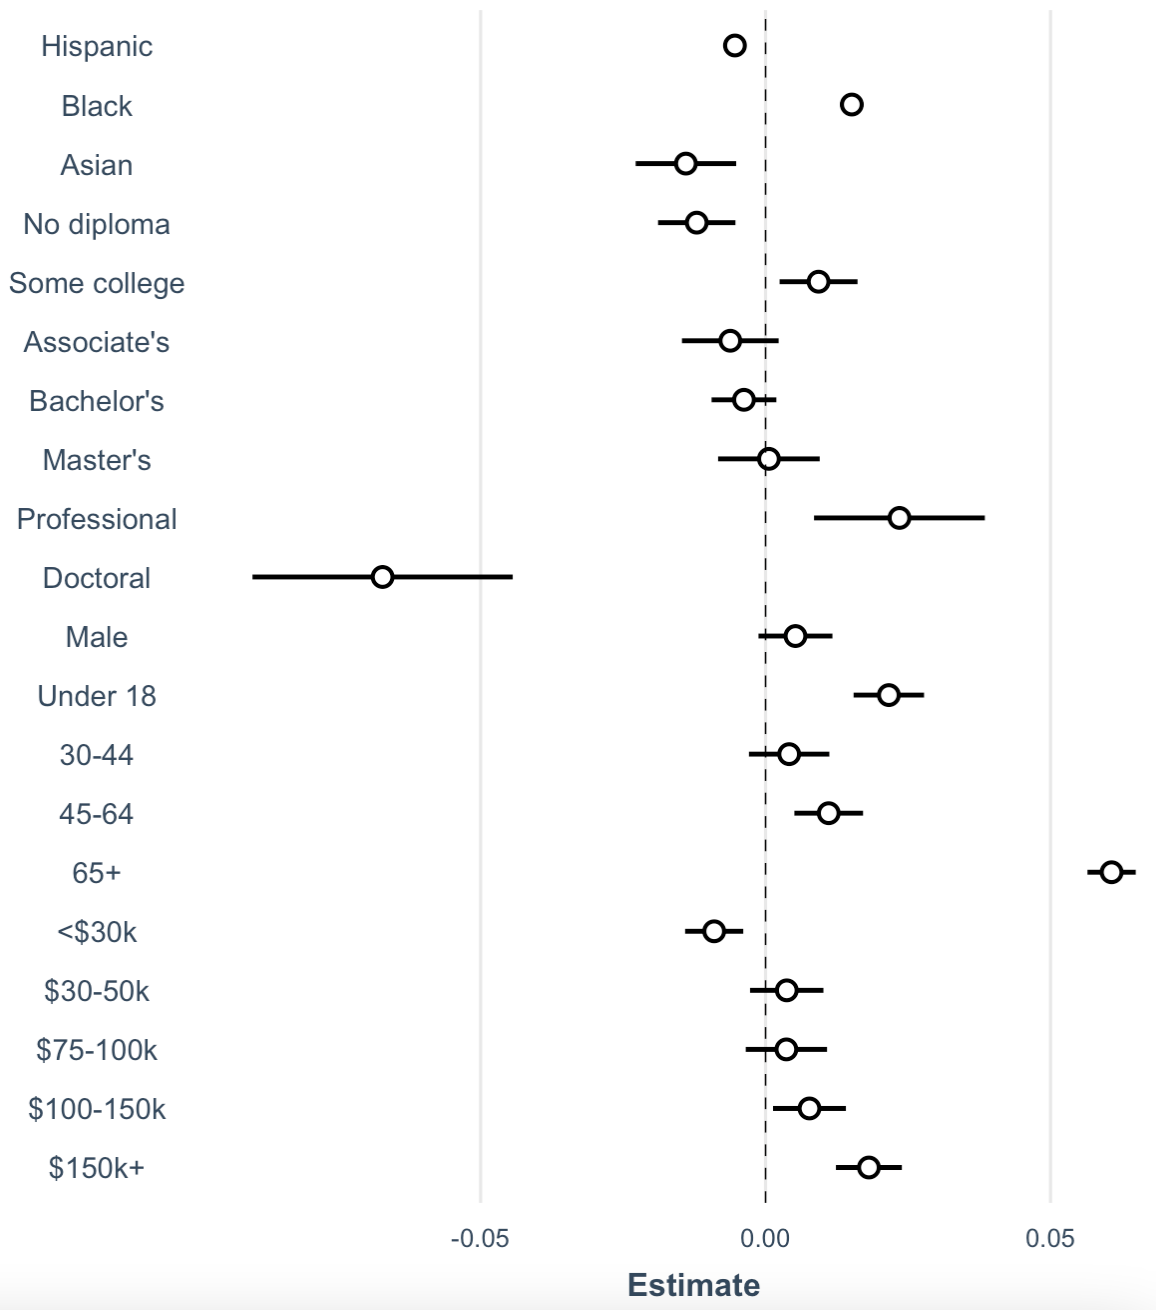 Hispanic
Black
Asian
No diploma
Some college
Associate's
Bachelor's
Master's
Professional
Doctoral
Male
Under 18
30-44
45-64
65+
<$30k
$30-50k
$75-100k
$100-150k
$150k+
-0.05 0.00 0.05
Estimate